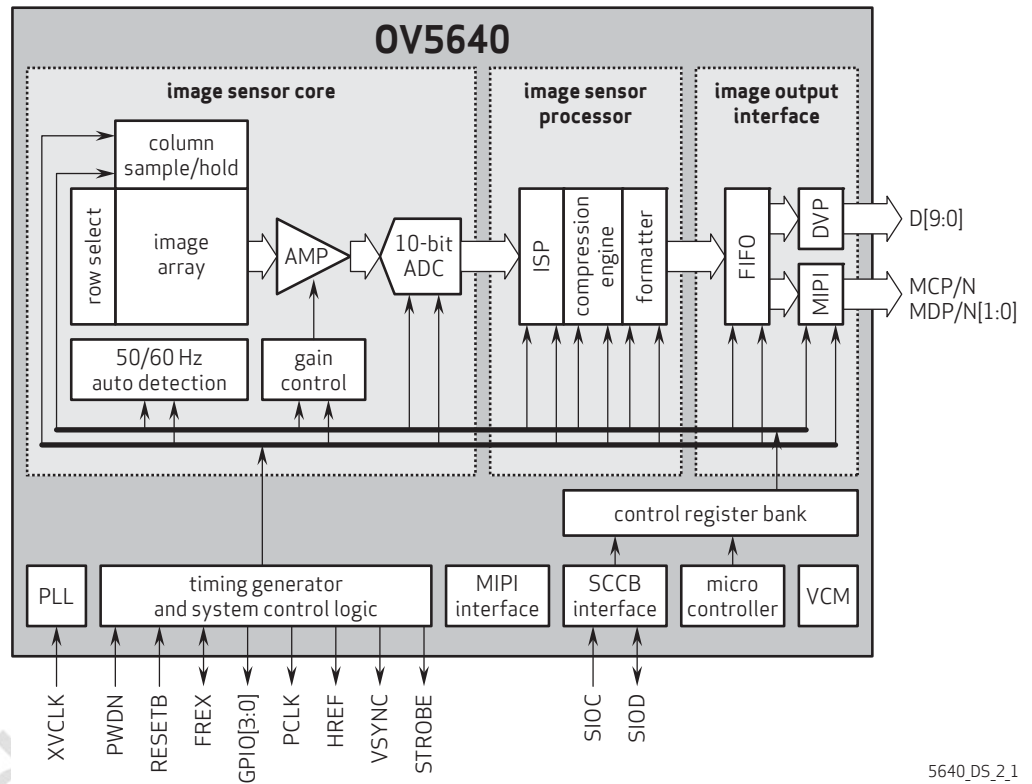 OV5640
image sensor core
image sensor
processor
image output
interface
column
sample/hold
row select
image
array
AMP
10-bit
ADC
ISP
compression
engine
formatter
FIFO
DVP
MIPI
D[9:0]
MCP/N
MDP/N[1:0]
50/60 Hz
auto detection
gain
control
control register bank
PLL
timing generator
and system control logic
MIPI
interface
SCCB
interface
micro
controller
VCM
XVCLK
PWDN
RESETB
FREX
GPIO[3:0]
PCLK
HREF
VSYNC
STROBE
SIOC
SIOD
5640_DS_2_1